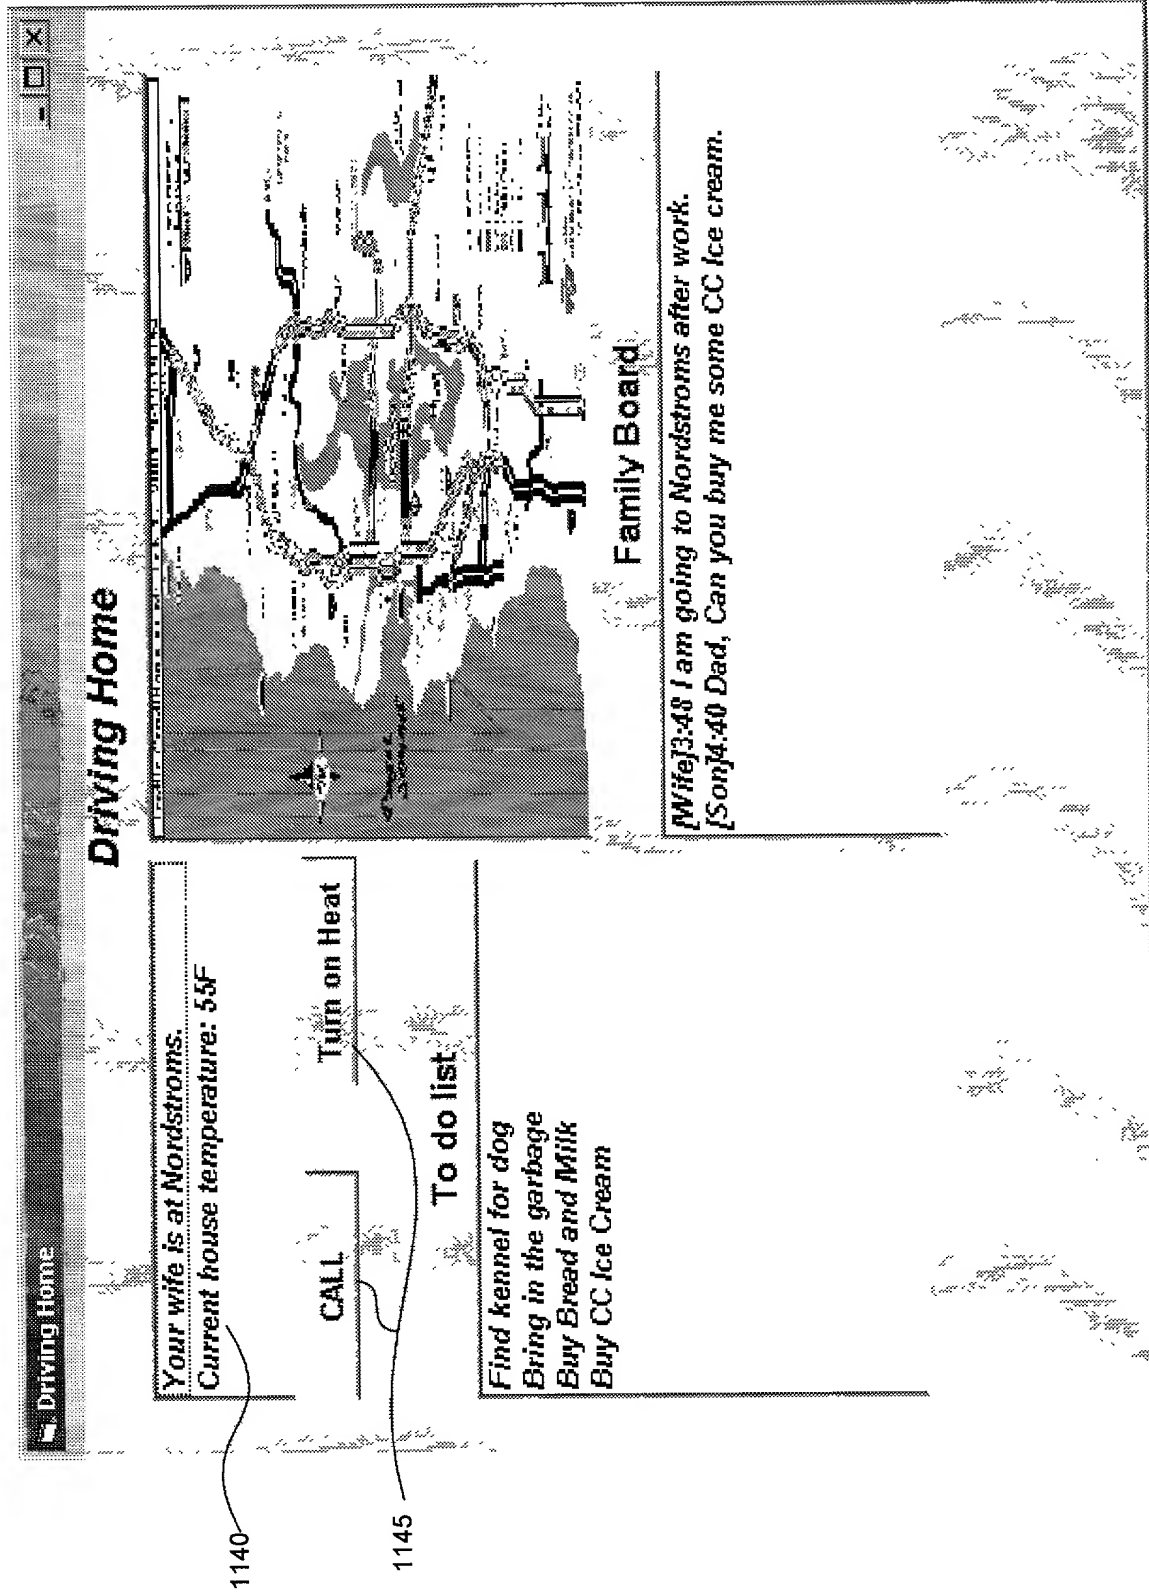 Driving Home
Driving Home
Your wife is at Nordstroms.
Current house temperature: 55F
CALL
Turn on Heat
To do list
Find kennel for dog
Bring in the garbage
Buy Bread and Milk
Buy CC Ice Cream
Family Board
[Wife]3:48 I am going to Nordstroms after work.
[Son]4:40 Dad, Can you buy me some CC Ice cream.
1140
1145